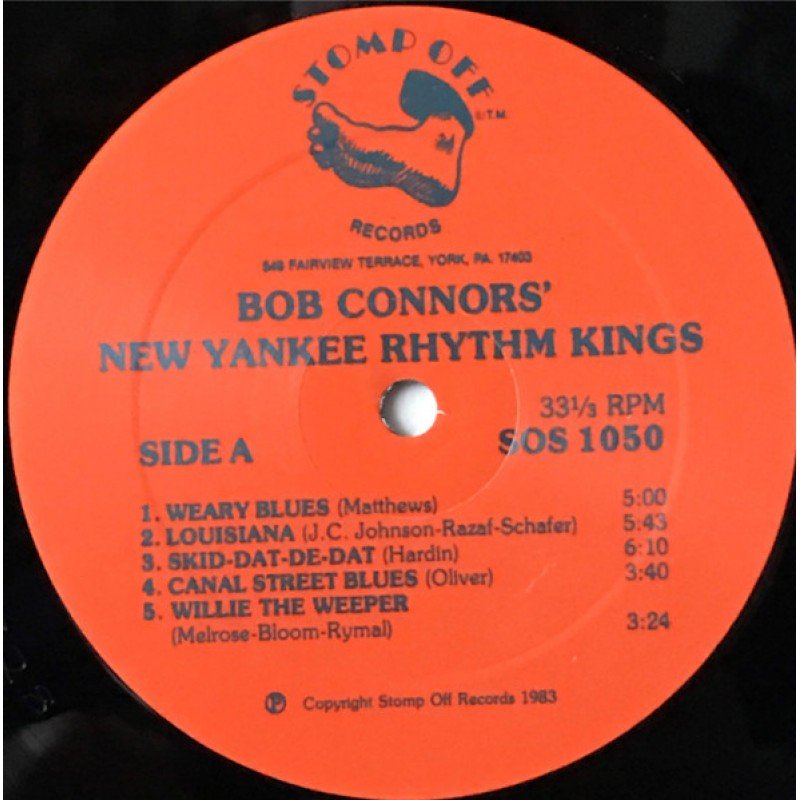 STOMP OFF
©T.M.
RECORDS
548 FAIRVIEW TERRACE, YORK, PA. 17403
BOB CONNORS'
NEW YANKEE RHYTHM KINGS
33⅓ RPM
SIDE A SOS 1050
1. WEARY BLUES (Matthews) 5:00
2. LOUISIANA (J.C. Johnson-Razaf-Schafer) 5:43
3. SKID-DAT-DE-DAT (Hardin) 6:10
4. CANAL STREET BLUES (Oliver) 3:40
5. WILLIE THE WEEPER
(Melrose-Bloom-Rymal) 3:24
Ⓟ Copyright Stomp Off Records 1983